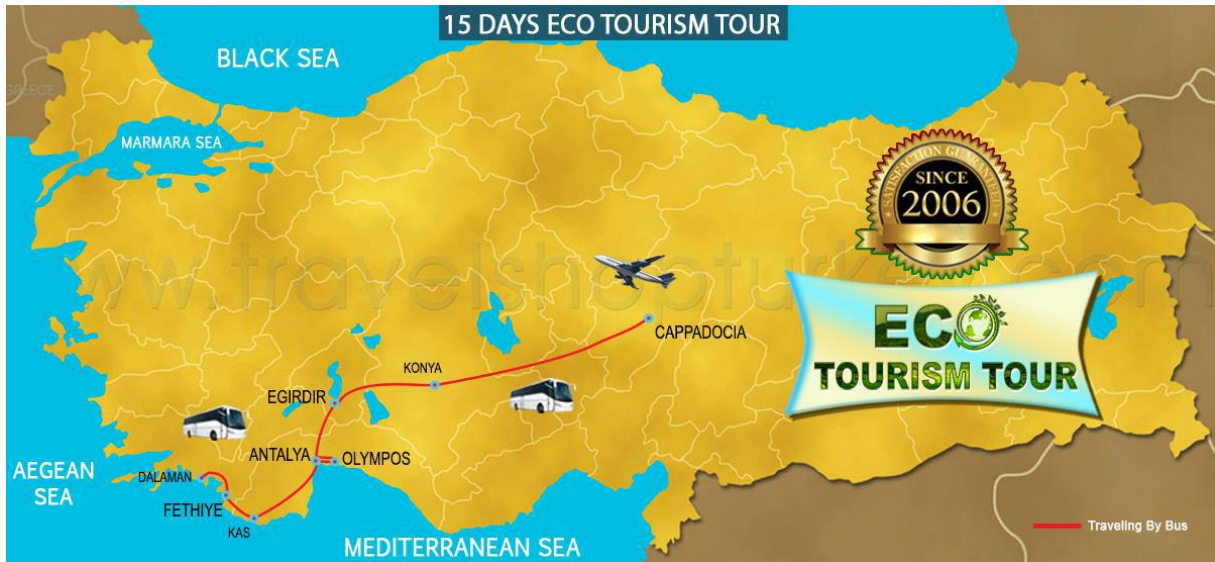 15 DAYS ECO TOURISM TOUR
BLACK SEA
GREECE
MARMARA SEA
SATISFACTION GUARANTEED
SINCE
2006
www.travelshopturkey.com
ECO
TOURISM TOUR
CAPPADOCIA
KONYA
EGIRDIR
ANTALYA
OLYMPOS
AEGEAN
SEA
DALAMAN
FETHIYE
KAS
MEDITERRANEAN SEA
Traveling By Bus